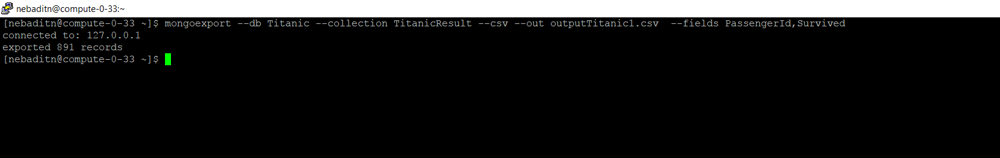 nebaditn@compute-0-33:~
[nebaditn@compute-0-33 ~]$ mongoexport --db Titanic --collection TitanicResult --csv --out outputTitanic1.csv  --fields PassengerId,Survived
connected to: 127.0.0.1
exported 891 records
[nebaditn@compute-0-33 ~]$